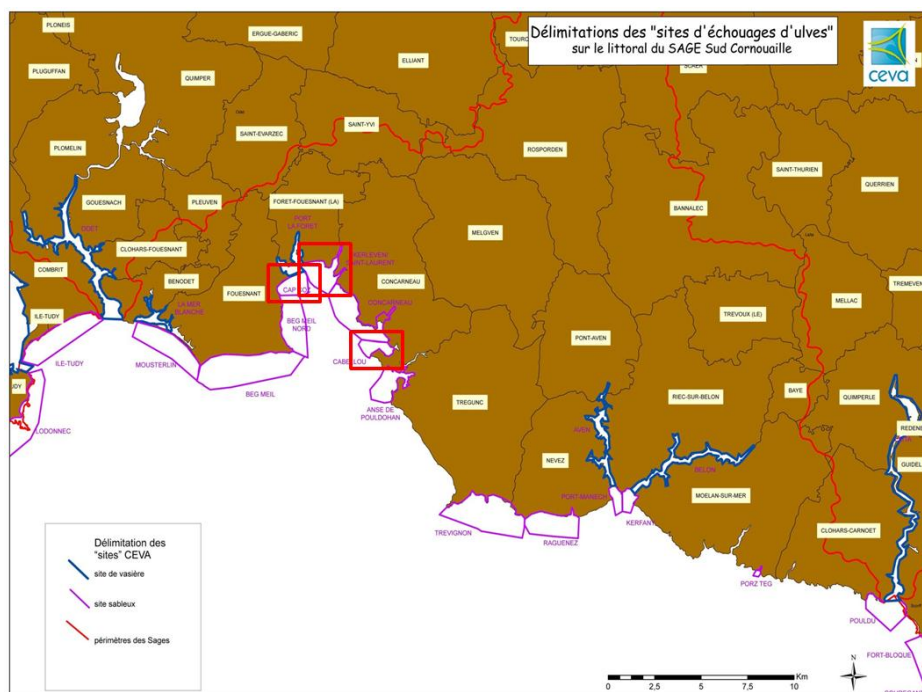 Délimitations des "sites d'échouages d'ulves"
sur le littoral du SAGE Sud Cornouaille
ceva
PLONEIS
ERGUE-GABERIC
ELLIANT
PLUGUFFAN
QUIMPER
SAINT-EVARZEC
SAINT-YVI
PLOMELIN
ROSPORDEN
SAINT-THURIEN
QUERRIEN
GOUESNACH
PLEUVEN
FORET-FOUESNANT (LA)
BANNALEC
ODET
PORT
LA FORET
MELGVEN
CLOHARS-FOUESNANT
KERLEVEN/
SAINT-LAURENT
COMBRIT
BENODET
FOUESNANT
CONCARNEAU
MELLAC
TREMEVEN
CONCARNEAU
LA MER
BLANCHE
ILE-TUDY
BEG MEIL
NORD
TREVOUX (LE)
PONT-AVEN
ILE-TUDY
MOUSTERLIN
CABELLOU
BEG MEIL
TREGUNC
RIEC-SUR-BELON
BAYE
QUIMPERLE
ANSE DE
POULDOHAN
LODONNEC
AVEN
REDENE
NEVEZ
BELON
GUIDEL
PORT-MANECH
MOELAN-SUR-MER
KERFANY
TREVIGNON
RAGUENEZ
CLOHARS-CARNOET
PORZ TEG
POULDU
FORT-BLOQUE
Délimitation des
"sites" CEVA
site de vasière
site sableux
périmètres des Sages
N
Km
0 2,5 5 7,5 10